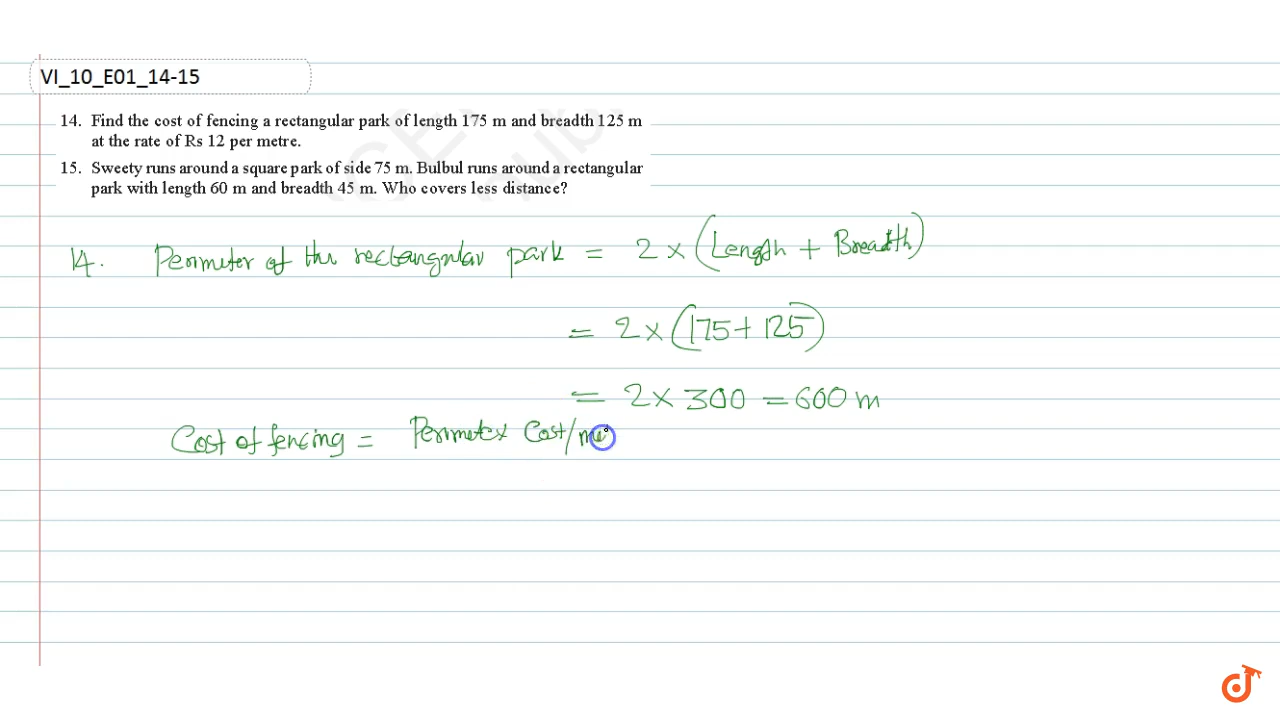 VI_10_E01_14-15
14. Find the cost of fencing a rectangular park of length 175 m and breadth 125 m
at the rate of Rs 12 per metre.
15. Sweety runs around a square park of side 75 m. Bulbul runs around a rectangular
park with length 60 m and breadth 45 m. Who covers less distance?
14. Perimeter of the rectangular park = 2 × (Length + Breadth)
= 2 × (175 + 125)
= 2 × 300 = 600 m
Cost of fencing = Perimeter × Cost/